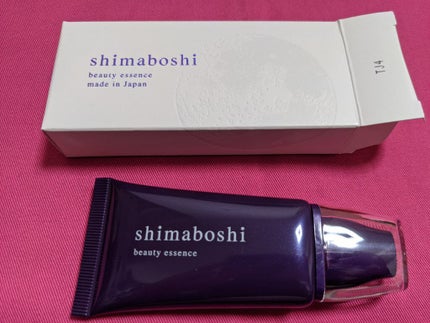 shimaboshi
beauty essence
made in Japan
TJ4
shimaboshi
beauty essence